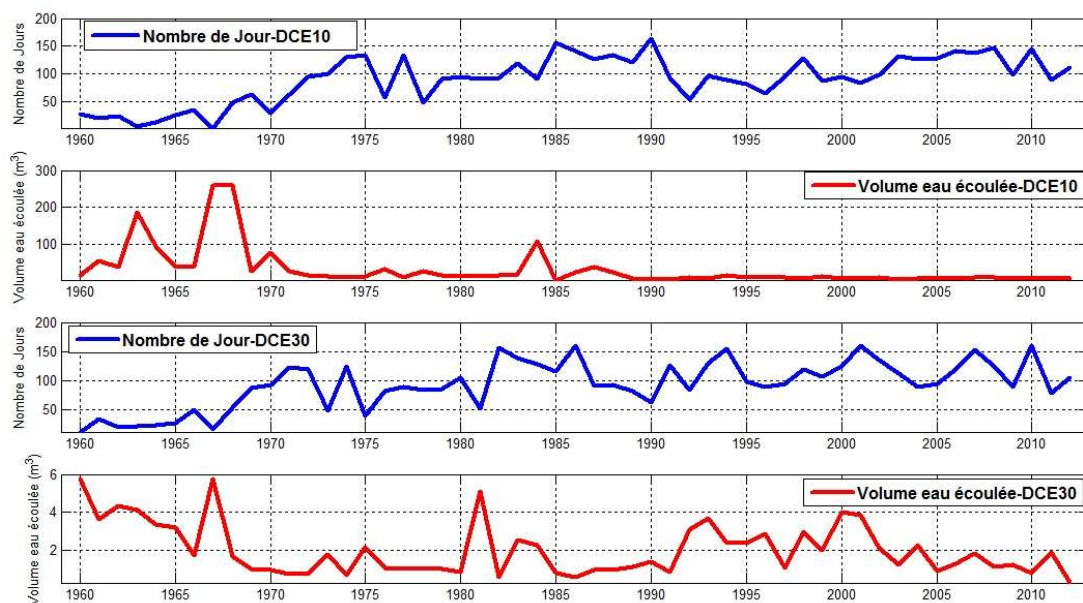 Nombre de Jours
200
150
100
50
Nombre de Jour-DCE10
1960 1965 1970 1975 1980 1985 1990 1995 2000 2005 2010
Volume eau écoulée (m³)
300
200
100
Volume eau écoulée-DCE10
1960 1965 1970 1975 1980 1985 1990 1995 2000 2005 2010
Nombre de Jours
200
150
100
50
Nombre de Jour-DCE30
1960 1965 1970 1975 1980 1985 1990 1995 2000 2005 2010
Volume eau écoulée (m³)
6
4
2
Volume eau écoulée-DCE30
1960 1965 1970 1975 1980 1985 1990 1995 2000 2005 2010